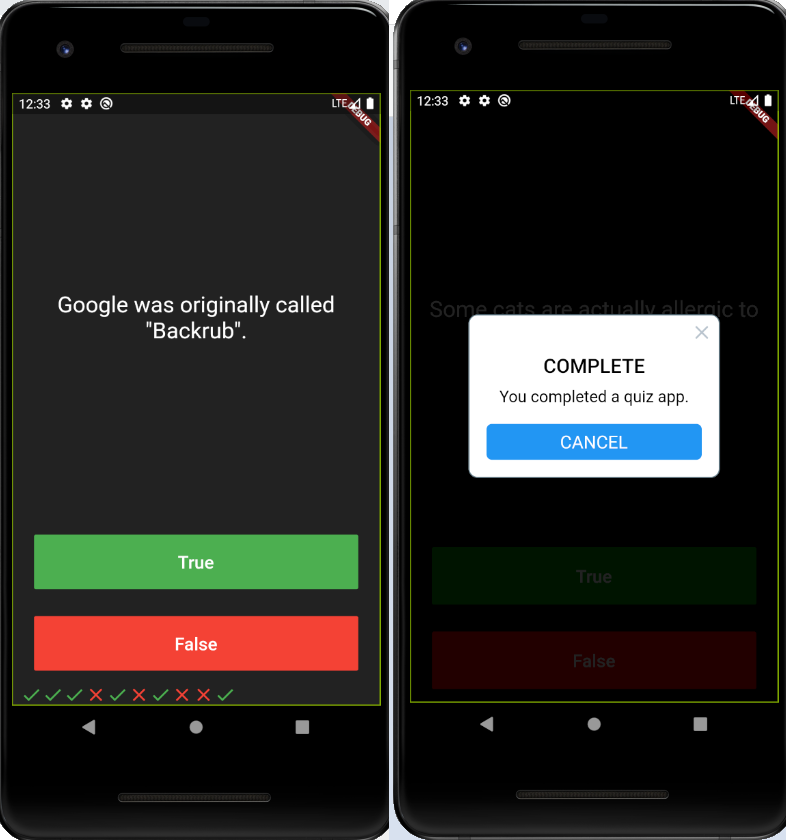 12:33
LTE
DEBUG
Google was originally called
"Backrub".
True
False
12:33
LTE
DEBUG
Some cats are actually allergic to
COMPLETE
You completed a quiz app.
CANCEL
True
False